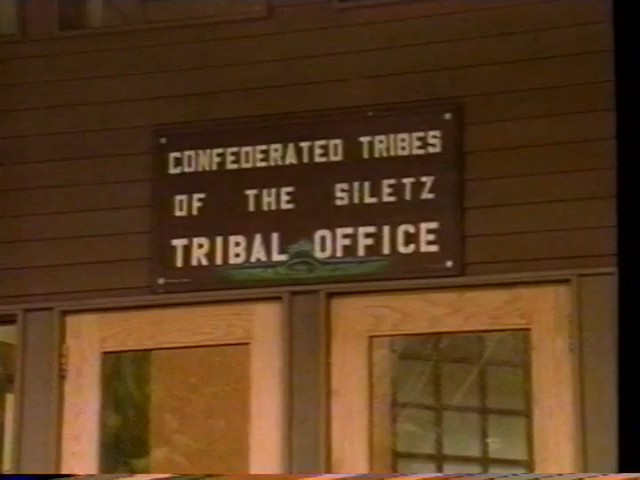 CONFEDERATED TRIBES
OF THE SILETZ
TRIBAL OFFICE